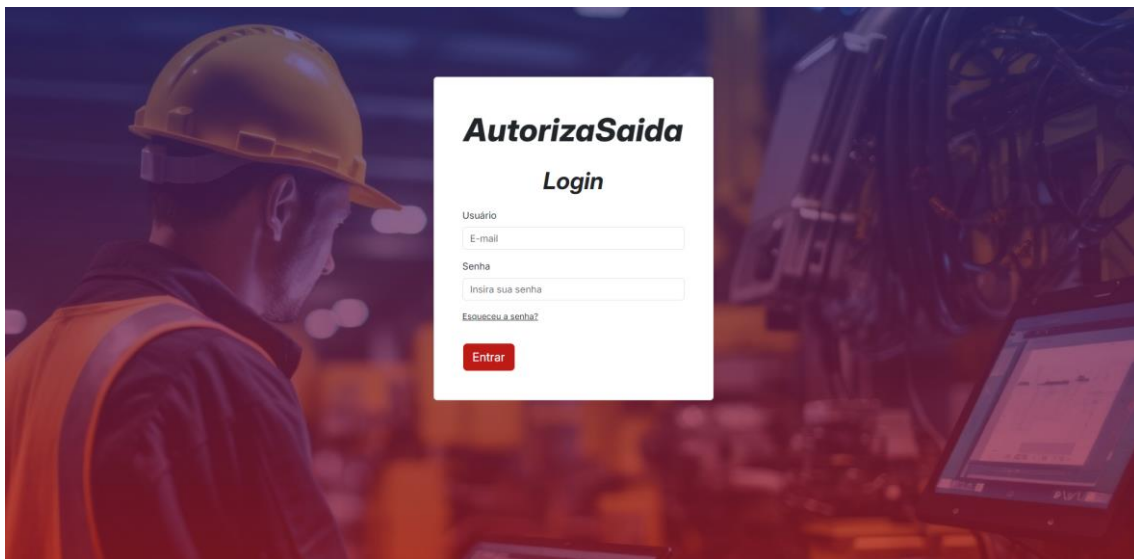 AutorizaSaida
Login
Usuário
E-mail
Senha
Insira sua senha
Esqueceu a senha?
Entrar